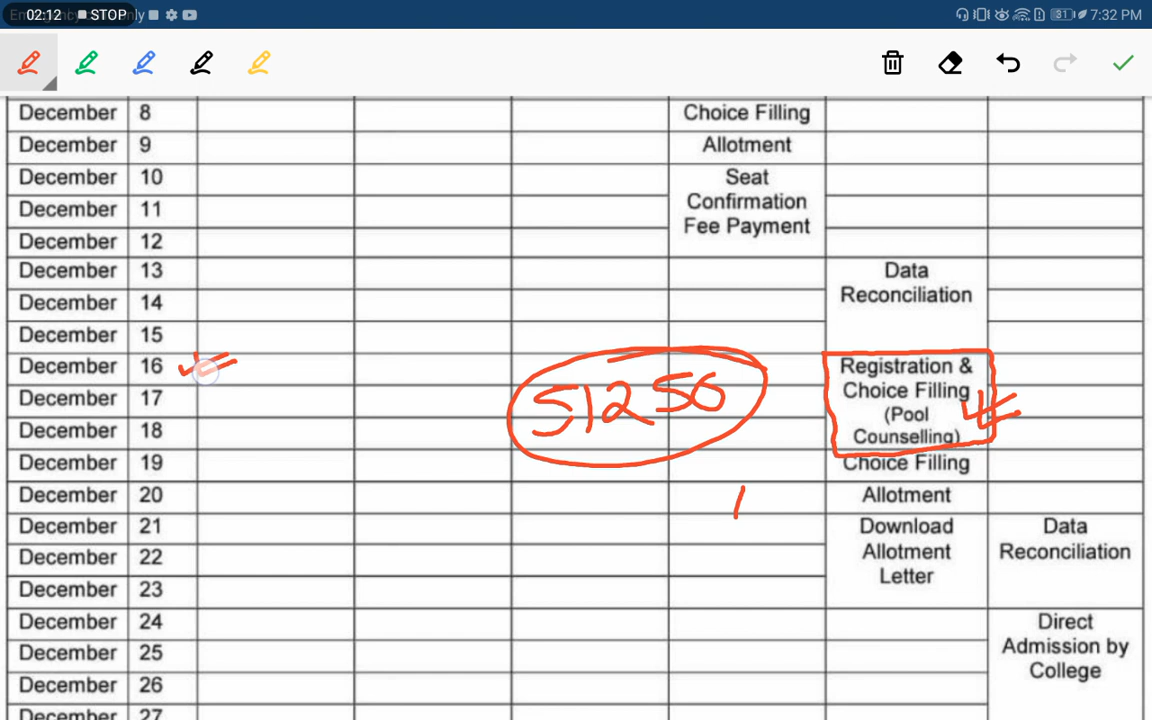 02:12 STOP
31 7:32 PM
December 8 Choice Filling
December 9 Allotment
December 10 Seat
December 11 Confirmation
December 12 Fee Payment
December 13 Data
December 14 Reconciliation
December 15
December 16 Registration &
December 17 51256 Choice Filling
(Pool
December 18 Counselling)
December 19 Choice Filling
December 20 Allotment
December 21 Download Data
December 22 Allotment Reconciliation
December 23 Letter
December 24 Direct
December 25 Admission by
December 26 College
December 27